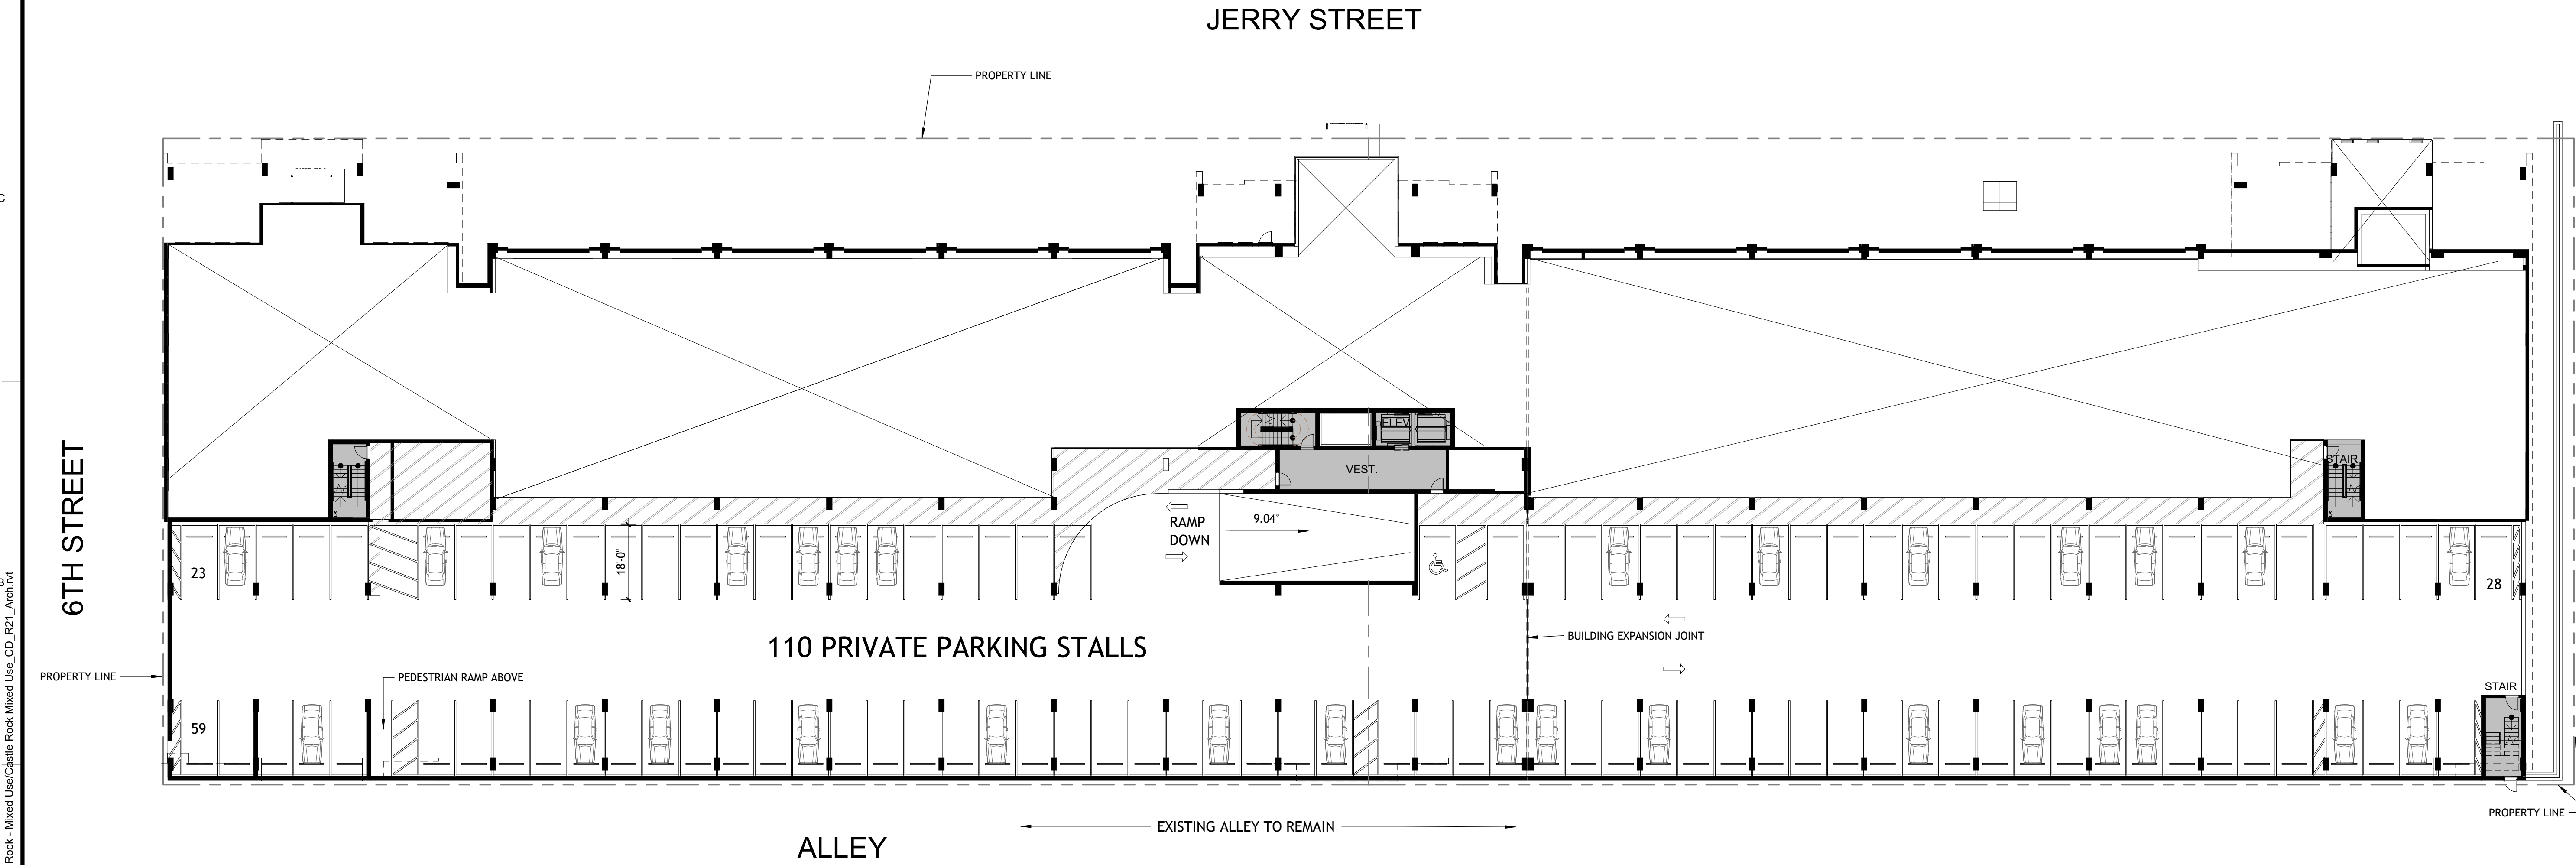 JERRY STREET
PROPERTY LINE
ELEV.
VEST.
STAIR
6TH STREET
RAMP
DOWN
9.04°
23
18'-0"
28
110 PRIVATE PARKING STALLS
BUILDING EXPANSION JOINT
PROPERTY LINE
PEDESTRIAN RAMP ABOVE
STAIR
59
PROPERTY LINE
EXISTING ALLEY TO REMAIN
ALLEY
Rock - Mixed Use/Castle Rock Mixed Use_CD_R21_Arch.rvt